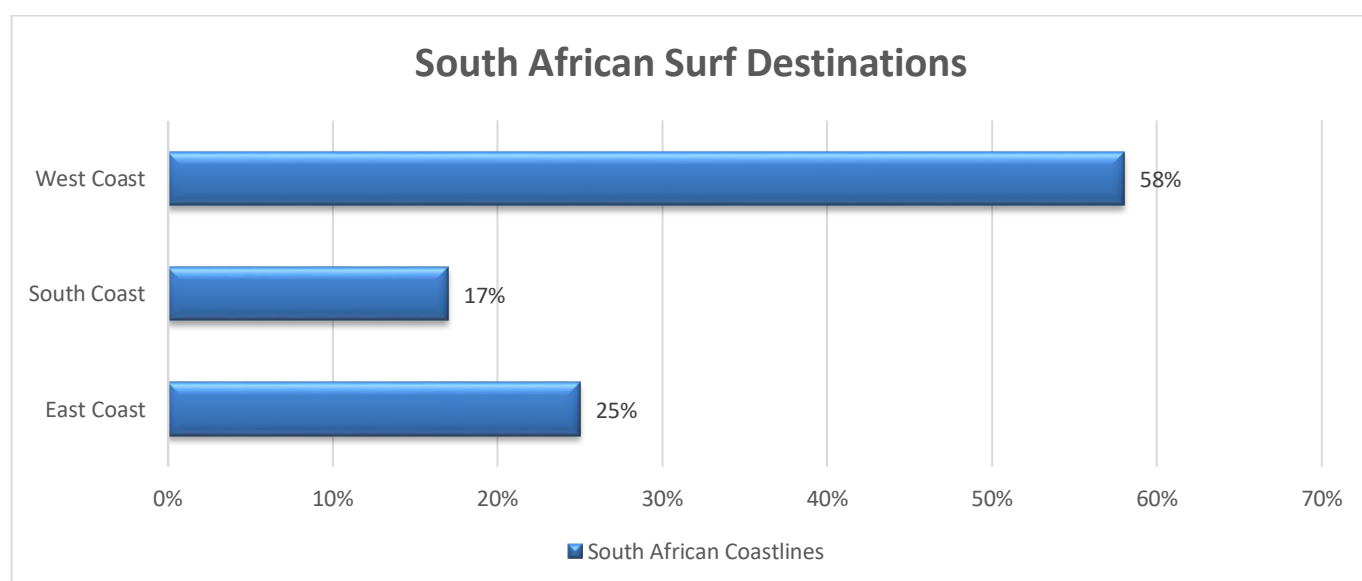 South African Surf Destinations
West Coast
58%
South Coast
17%
East Coast
25%
0% 10% 20% 30% 40% 50% 60% 70%
South African Coastlines